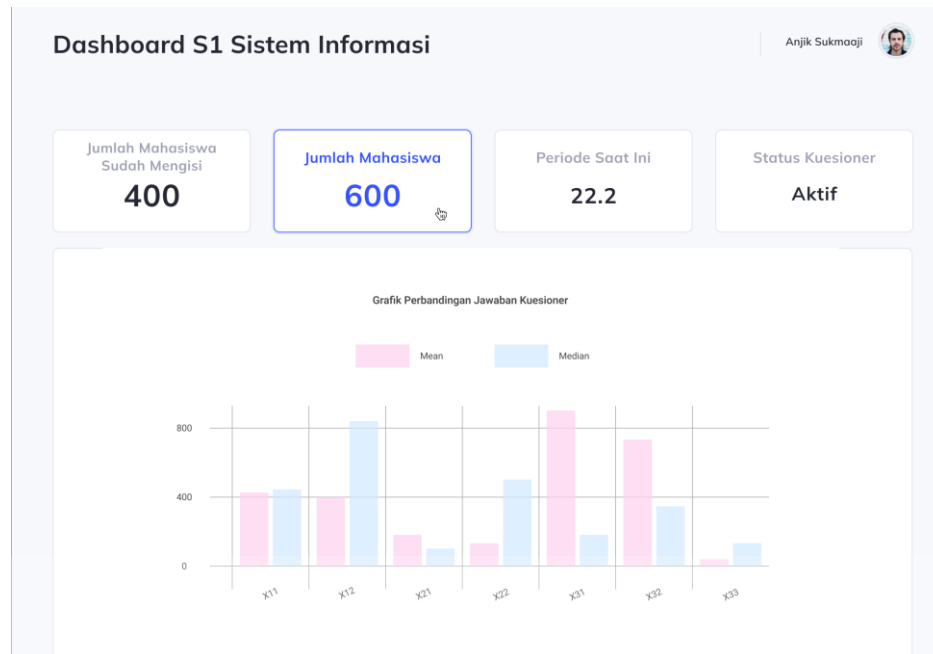 Dashboard S1 Sistem Informasi
Anjik Sukmaaji
Jumlah Mahasiswa
Sudah Mengisi
400
Jumlah Mahasiswa
600
Periode Saat Ini
22.2
Status Kuesioner
Aktif
Grafik Perbandingan Jawaban Kuesioner
Mean
Median
800
400
0
X11
X12
X21
X22
X31
X32
X33